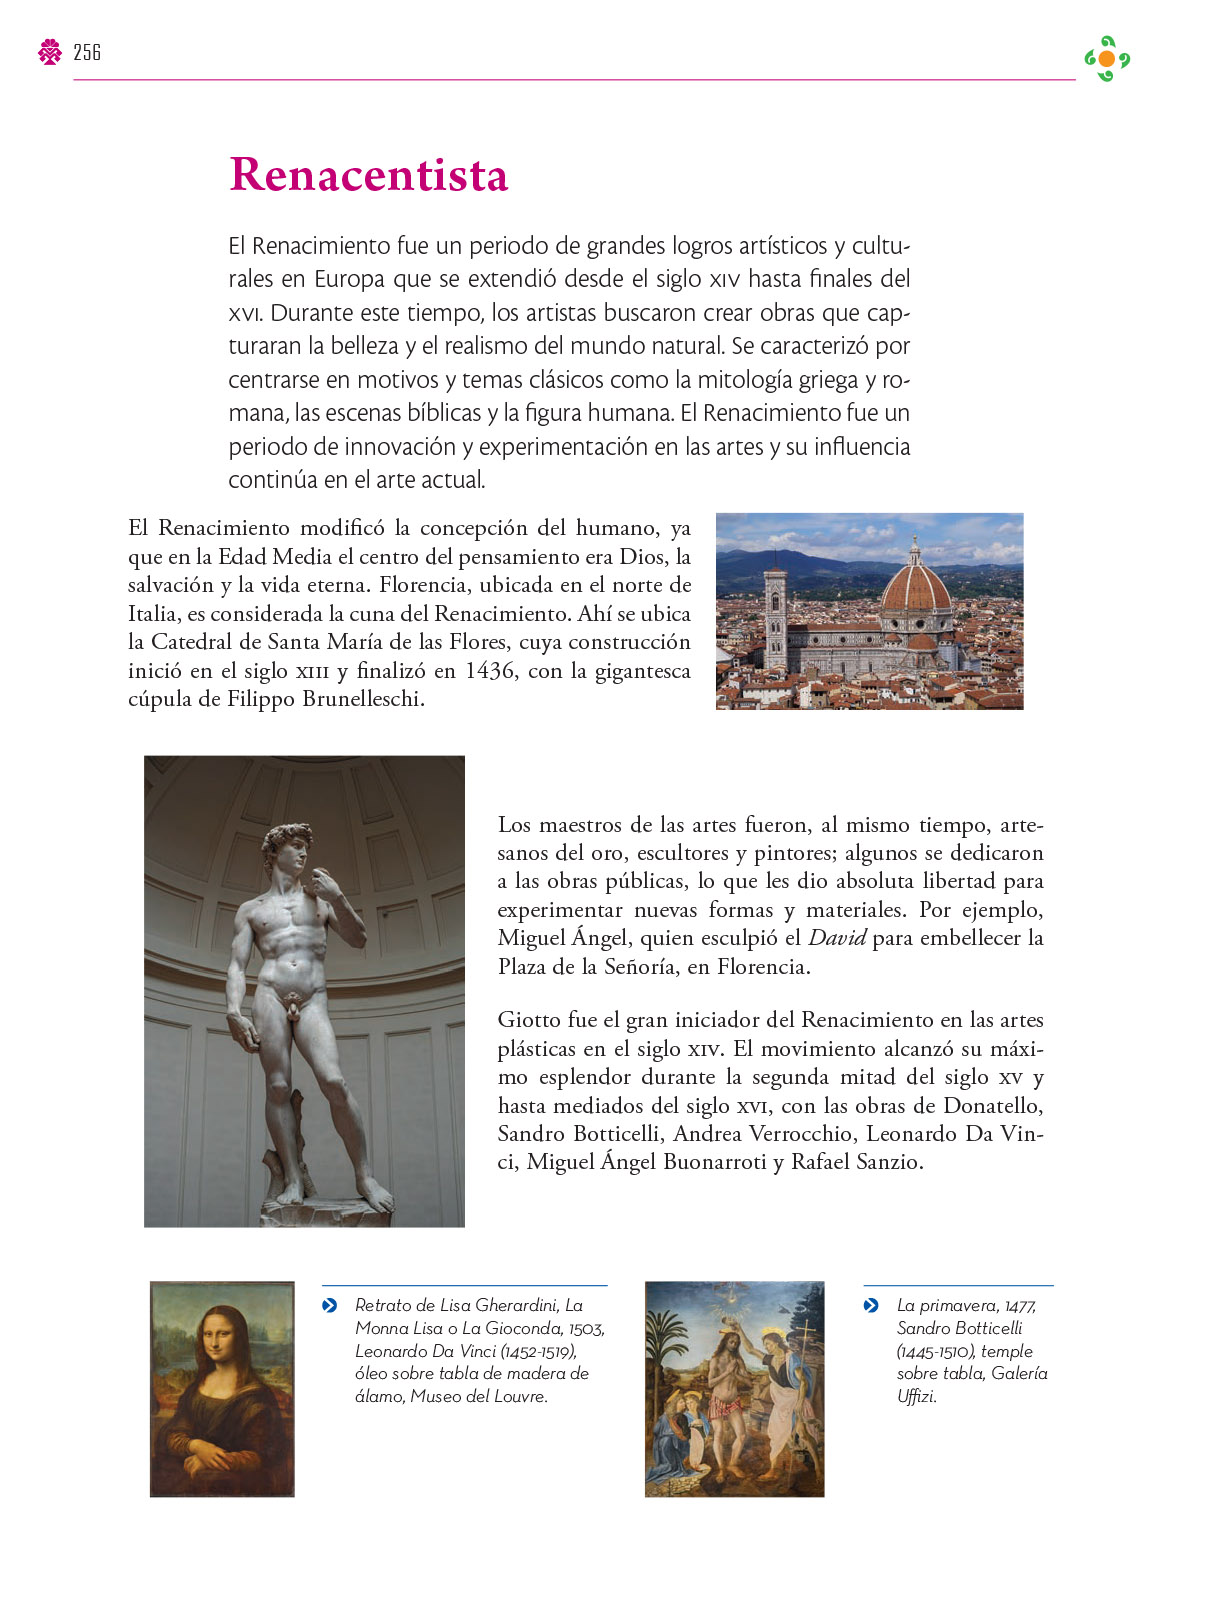 256
Renacentista
El Renacimiento fue un periodo de grandes logros artísticos y cultu-
rales en Europa que se extendió desde el siglo XIV hasta finales del
XVI. Durante este tiempo, los artistas buscaron crear obras que cap-
turaran la belleza y el realismo del mundo natural. Se caracterizó por
centrarse en motivos y temas clásicos como la mitología griega y ro-
mana, las escenas bíblicas y la figura humana. El Renacimiento fue un
periodo de innovación y experimentación en las artes y su influencia
continúa en el arte actual.
El Renacimiento modificó la concepción del humano, ya
que en la Edad Media el centro del pensamiento era Dios, la
salvación y la vida eterna. Florencia, ubicada en el norte de
Italia, es considerada la cuna del Renacimiento. Ahí se ubica
la Catedral de Santa María de las Flores, cuya construcción
inició en el siglo XIII y finalizó en 1436, con la gigantesca
cúpula de Filippo Brunelleschi.
Los maestros de las artes fueron, al mismo tiempo, arte-
sanos del oro, escultores y pintores; algunos se dedicaron
a las obras públicas, lo que les dio absoluta libertad para
experimentar nuevas formas y materiales. Por ejemplo,
Miguel Ángel, quien esculpió el David para embellecer la
Plaza de la Señoría, en Florencia.
Giotto fue el gran iniciador del Renacimiento en las artes
plásticas en el siglo XIV. El movimiento alcanzó su máxi-
mo esplendor durante la segunda mitad del siglo XV y
hasta mediados del siglo XVI, con las obras de Donatello,
Sandro Botticelli, Andrea Verrocchio, Leonardo Da Vin-
ci, Miguel Ángel Buonarroti y Rafael Sanzio.
Retrato de Lisa Gherardini, La
Monna Lisa o La Gioconda, 1503,
Leonardo Da Vinci (1452-1519),
óleo sobre tabla de madera de
álamo, Museo del Louvre.
La primavera, 1477,
Sandro Botticelli
(1445-1510), temple
sobre tabla, Galería
Uffizi.